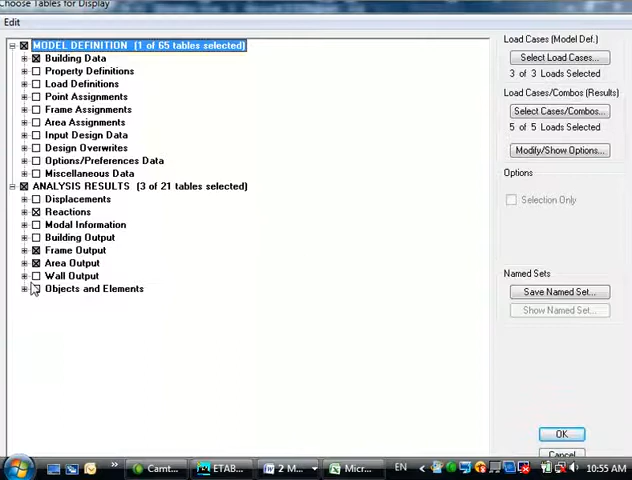 Choose Tables for Display
Edit
MODEL DEFINITION (1 of 65 tables selected)
Building Data
Property Definitions
Load Definitions
Point Assignments
Frame Assignments
Area Assignments
Input Design Data
Design Overwrites
Options/Preferences Data
Miscellaneous Data
ANALYSIS RESULTS (3 of 21 tables selected)
Displacements
Reactions
Modal Information
Building Output
Frame Output
Area Output
Wall Output
Objects and Elements
Load Cases (Model Def.)
Select Load Cases...
3 of 3 Loads Selected
Load Cases/Combos (Results)
Select Cases/Combos...
5 of 5 Loads Selected
Modify/Show Options...
Options
Selection Only
Named Sets
Save Named Set...
Show Named Set...
OK
Cancel
Camt...
ETAB...
2 M...
Micr...
EN
10:55 AM